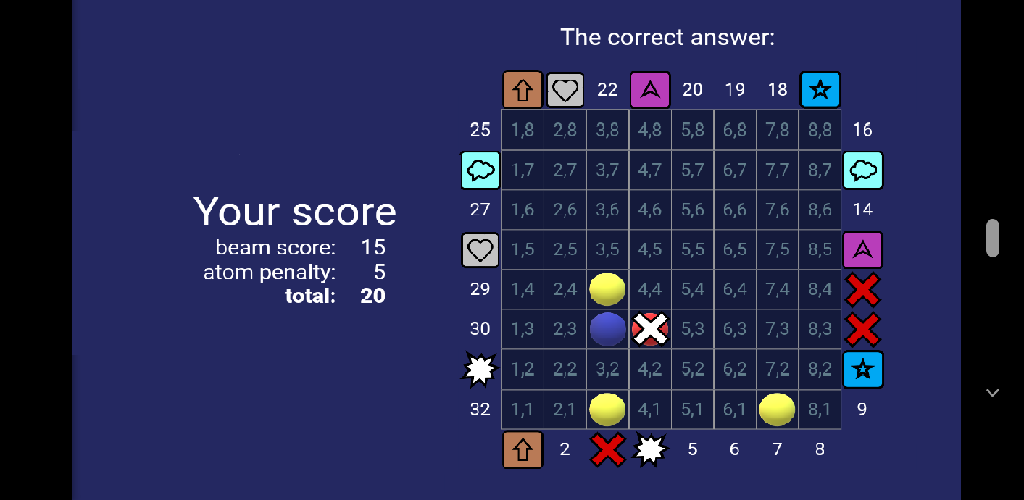 The correct answer:
22 20 19 18
25 1,8 2,8 3,8 4,8 5,8 6,8 7,8 8,8 16
1,7 2,7 3,7 4,7 5,7 6,7 7,7 8,7
27 1,6 2,6 3,6 4,6 5,6 6,6 7,6 8,6 14
Your score
1,5 2,5 3,5 4,5 5,5 6,5 7,5 8,5
beam score: 15
atom penalty: 5
29 1,4 2,4 4,4 5,4 6,4 7,4 8,4
total: 20
30 1,3 2,3 5,3 6,3 7,3 8,3
1,2 2,2 3,2 4,2 5,2 6,2 7,2 8,2
32 1,1 2,1 4,1 5,1 6,1 8,1 9
2 5 6 7 8